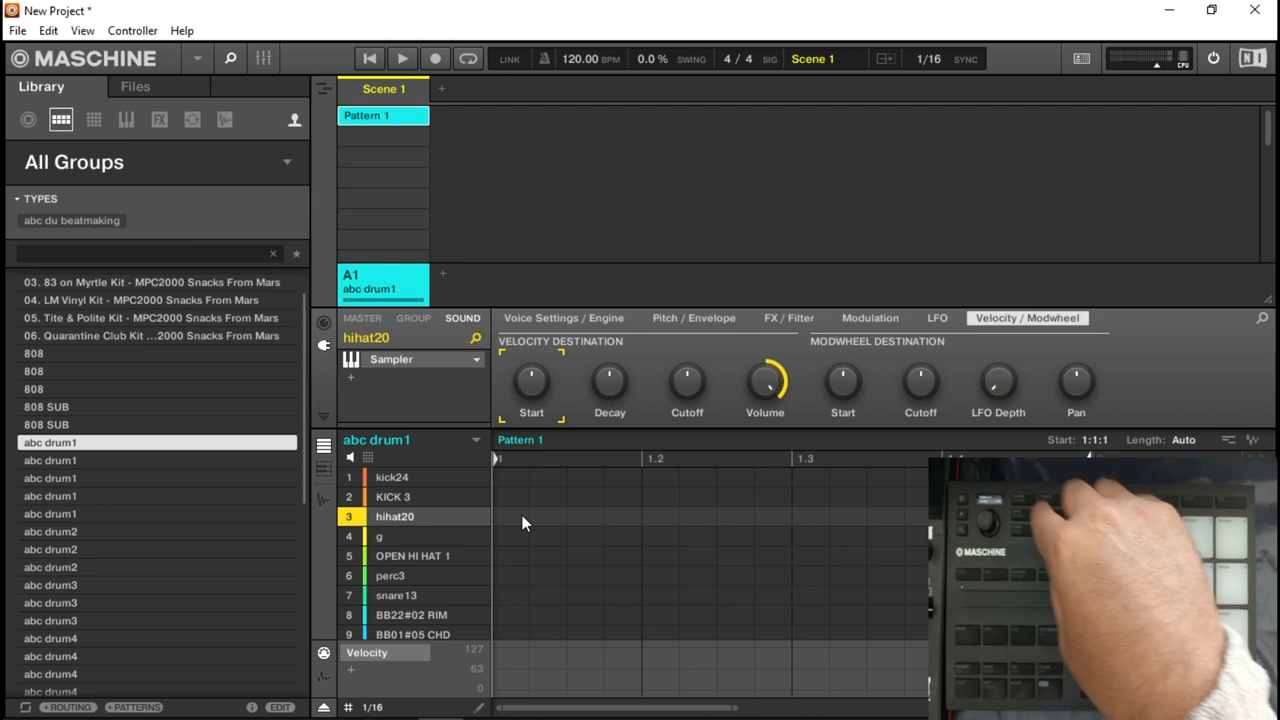 New Project *
File Edit View Controller Help
MASCHINE
LINK 120.00 BPM 0.0 % SWING 4 / 4 SIG Scene 1 1/16 SYNC CPU
Library Files
Scene 1 +
Pattern 1
All Groups
TYPES
abc du beatmaking
03. 83 on Myrtle Kit - MPC2000 Snacks From Mars
04. LM Vinyl Kit - MPC2000 Snacks From Mars
05. Tite & Polite Kit - MPC2000 Snacks From Mars
06. Quarantine Club Kit ...2000 Snacks From Mars
808
808
808
808 SUB
808 SUB
abc drum1
abc drum1
abc drum1
abc drum1
abc drum1
abc drum2
abc drum2
abc drum2
abc drum3
abc drum3
abc drum3
abc drum4
abc drum4
abc drum4
abc drum4
+ROUTING +PATTERNS EDIT
A1
abc drum1
+
MASTER GROUP SOUND
hihat20
Sampler
+
Voice Settings / Engine Pitch / Envelope FX / Filter Modulation LFO Velocity / Modwheel
VELOCITY DESTINATION MODWHEEL DESTINATION
Start Decay Cutoff Volume Start Cutoff LFO Depth Pan
abc drum1
Pattern 1 Start: 1:1:1 Length: Auto
1 1.2 1.3
1 kick24
2 KICK 3
3 hihat20
4 g
5 OPEN HI HAT 1
6 perc3
7 snare13
8 BB22#02 RIM
9 BB01#05 CHD
Velocity 127
+ 63
0
# 1/16
MASCHINE